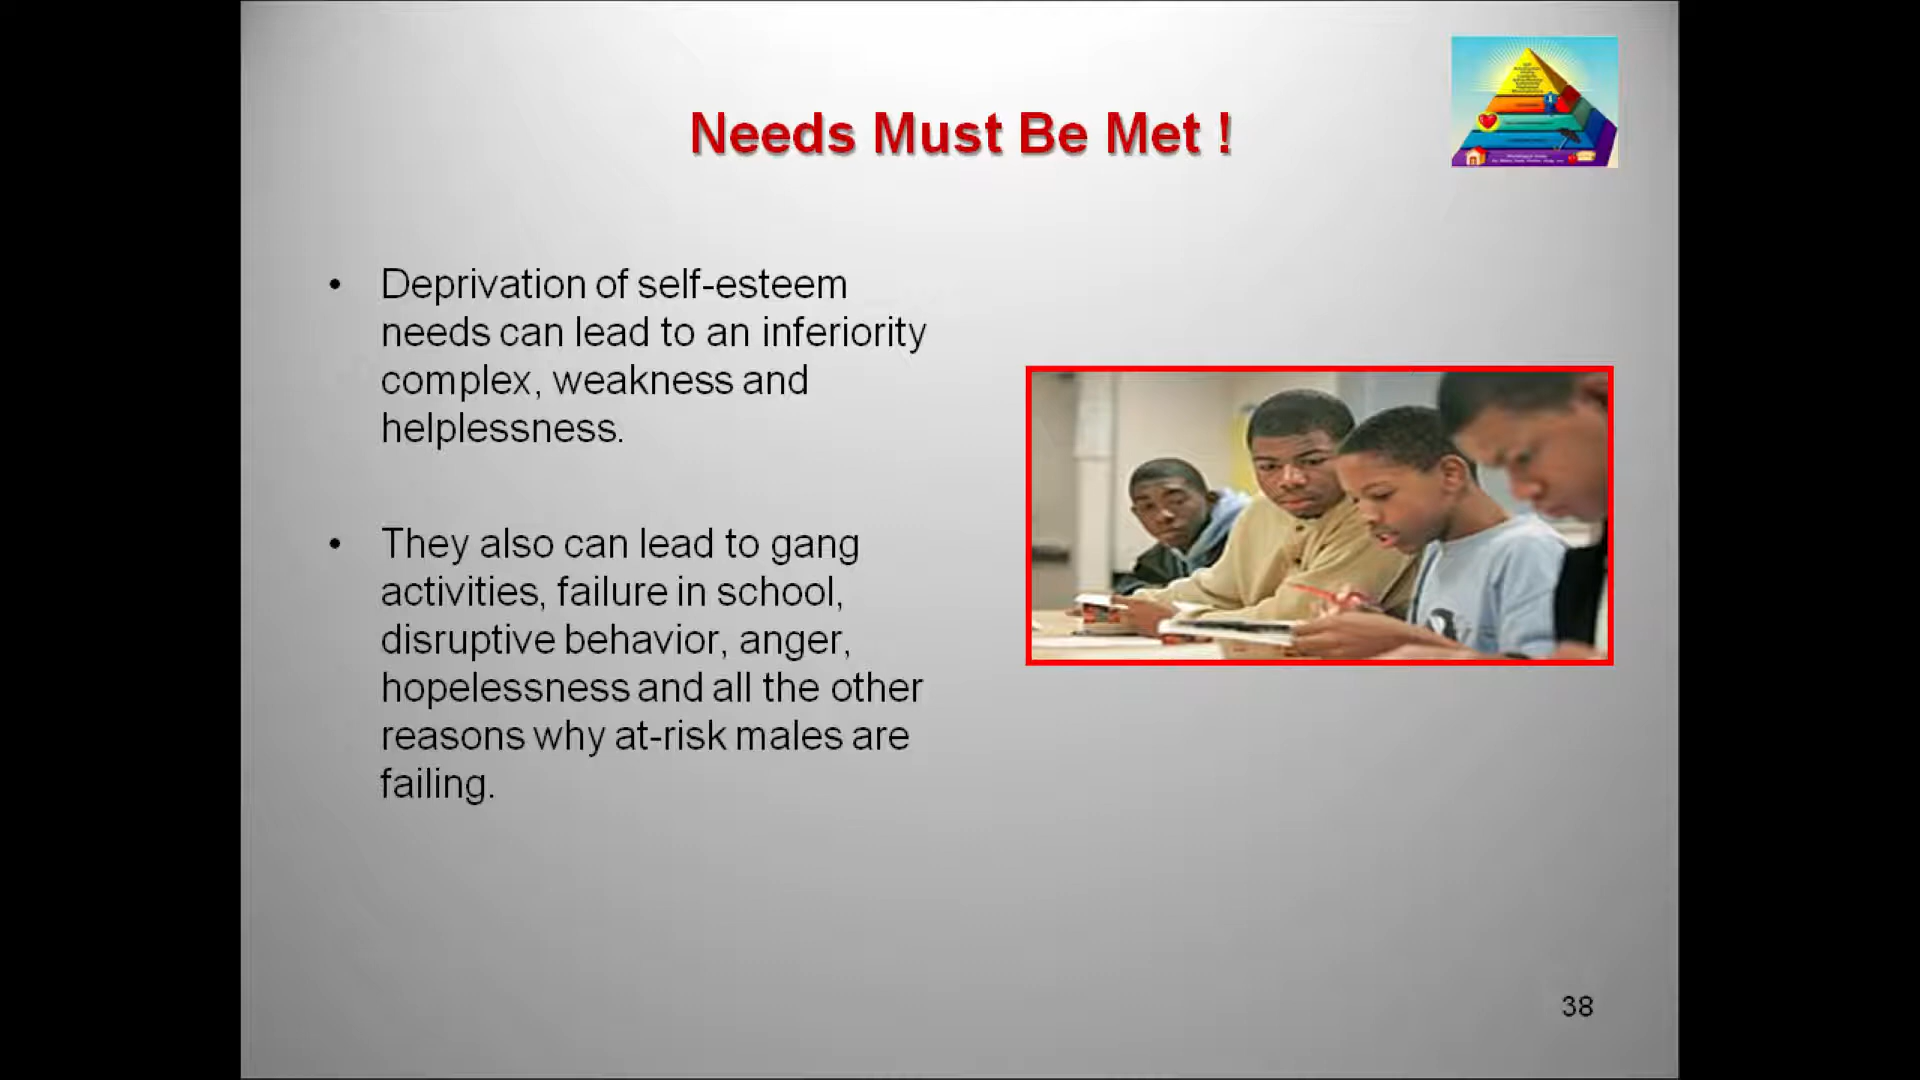 Needs Must Be Met !
• Deprivation of self-esteem
needs can lead to an inferiority
complex, weakness and
helplessness.
• They also can lead to gang
activities, failure in school,
disruptive behavior, anger,
hopelessness and all the other
reasons why at-risk males are
failing.
38